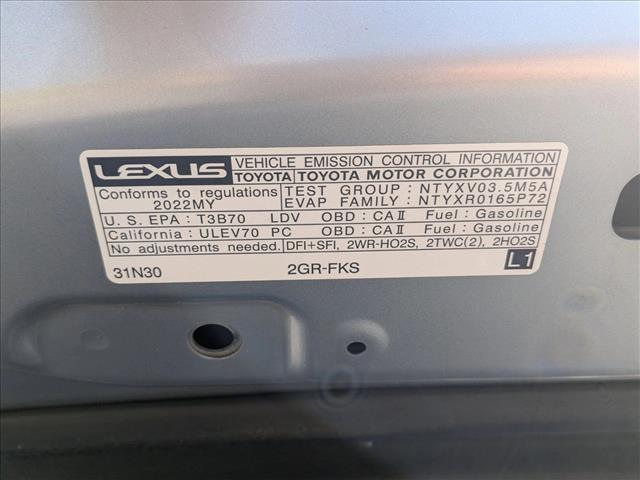 LEXUS VEHICLE EMISSION CONTROL INFORMATION
TOYOTA TOYOTA MOTOR CORPORATION
Conforms to regulations TEST GROUP : NTYXV03.5M5A
2022MY EVAP FAMILY : NTYXR0165P72
U.S. EPA : T3B70 LDV OBD : CAⅡ Fuel : Gasoline
California : ULEV70 PC OBD : CAⅡ Fuel : Gasoline
No adjustments needed. DFI+SFI, 2WR-HO2S, 2TWC(2), 2HO2S
31N30 2GR-FKS L1